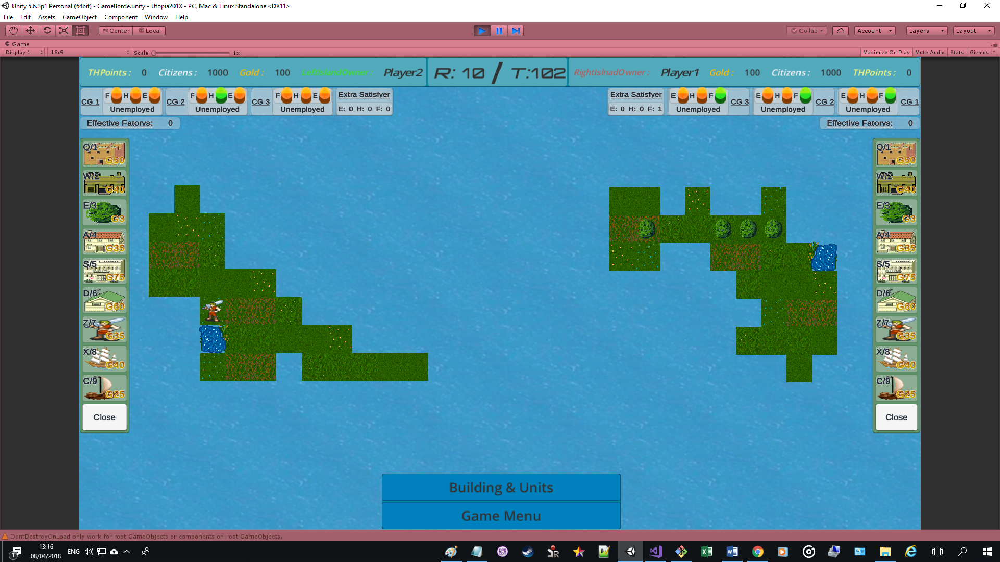 Unity 5.6.3p1 Personal (64bit) - GameBorde.unity - Utopia201X - PC, Mac & Linux Standalone <DX11>
File Edit Assets GameObject Component Window Help
Center Local Collab Account Layers Layout
Game
Display 1 16:9 Scale 1x Maximize On Play Mute Audio Stats Gizmos
THPoints : 0 Citizens : 1000 Gold : 100 LeftIslandOwner : Player2 R: 10 / T:102 RightIslnadOwner : Player1 Gold : 100 Citizens : 1000 THPoints : 0
CG 1 F H E Unemployed CG 2 F H E Unemployed CG 3 F H E Unemployed
Extra Satisfyer
E: 0 H: 0 F: 0
Extra Satisfyer
E: 0 H: 0 F: 1
E H F Unemployed CG 3 E H F Unemployed CG 2 E H F Unemployed CG 1
Effective Fatorys: 0
Effective Fatorys: 0
Q/1 G50
W/2 G40
E/3 G3
A/4 G35
S/5 G75
D/6 G60
Z/7 G35
X/8 G40
C/9 G25
Close
Q/1 G50
W/2 G40
E/3 G3
A/4 G35
S/5 G75
D/6 G60
Z/7 G35
X/8 G40
C/9 G25
Close
Building & Units
Game Menu
DontDestroyOnLoad only work for root GameObjects or components on root GameObjects.
1 13:16
08/04/2018
ENG
gog com